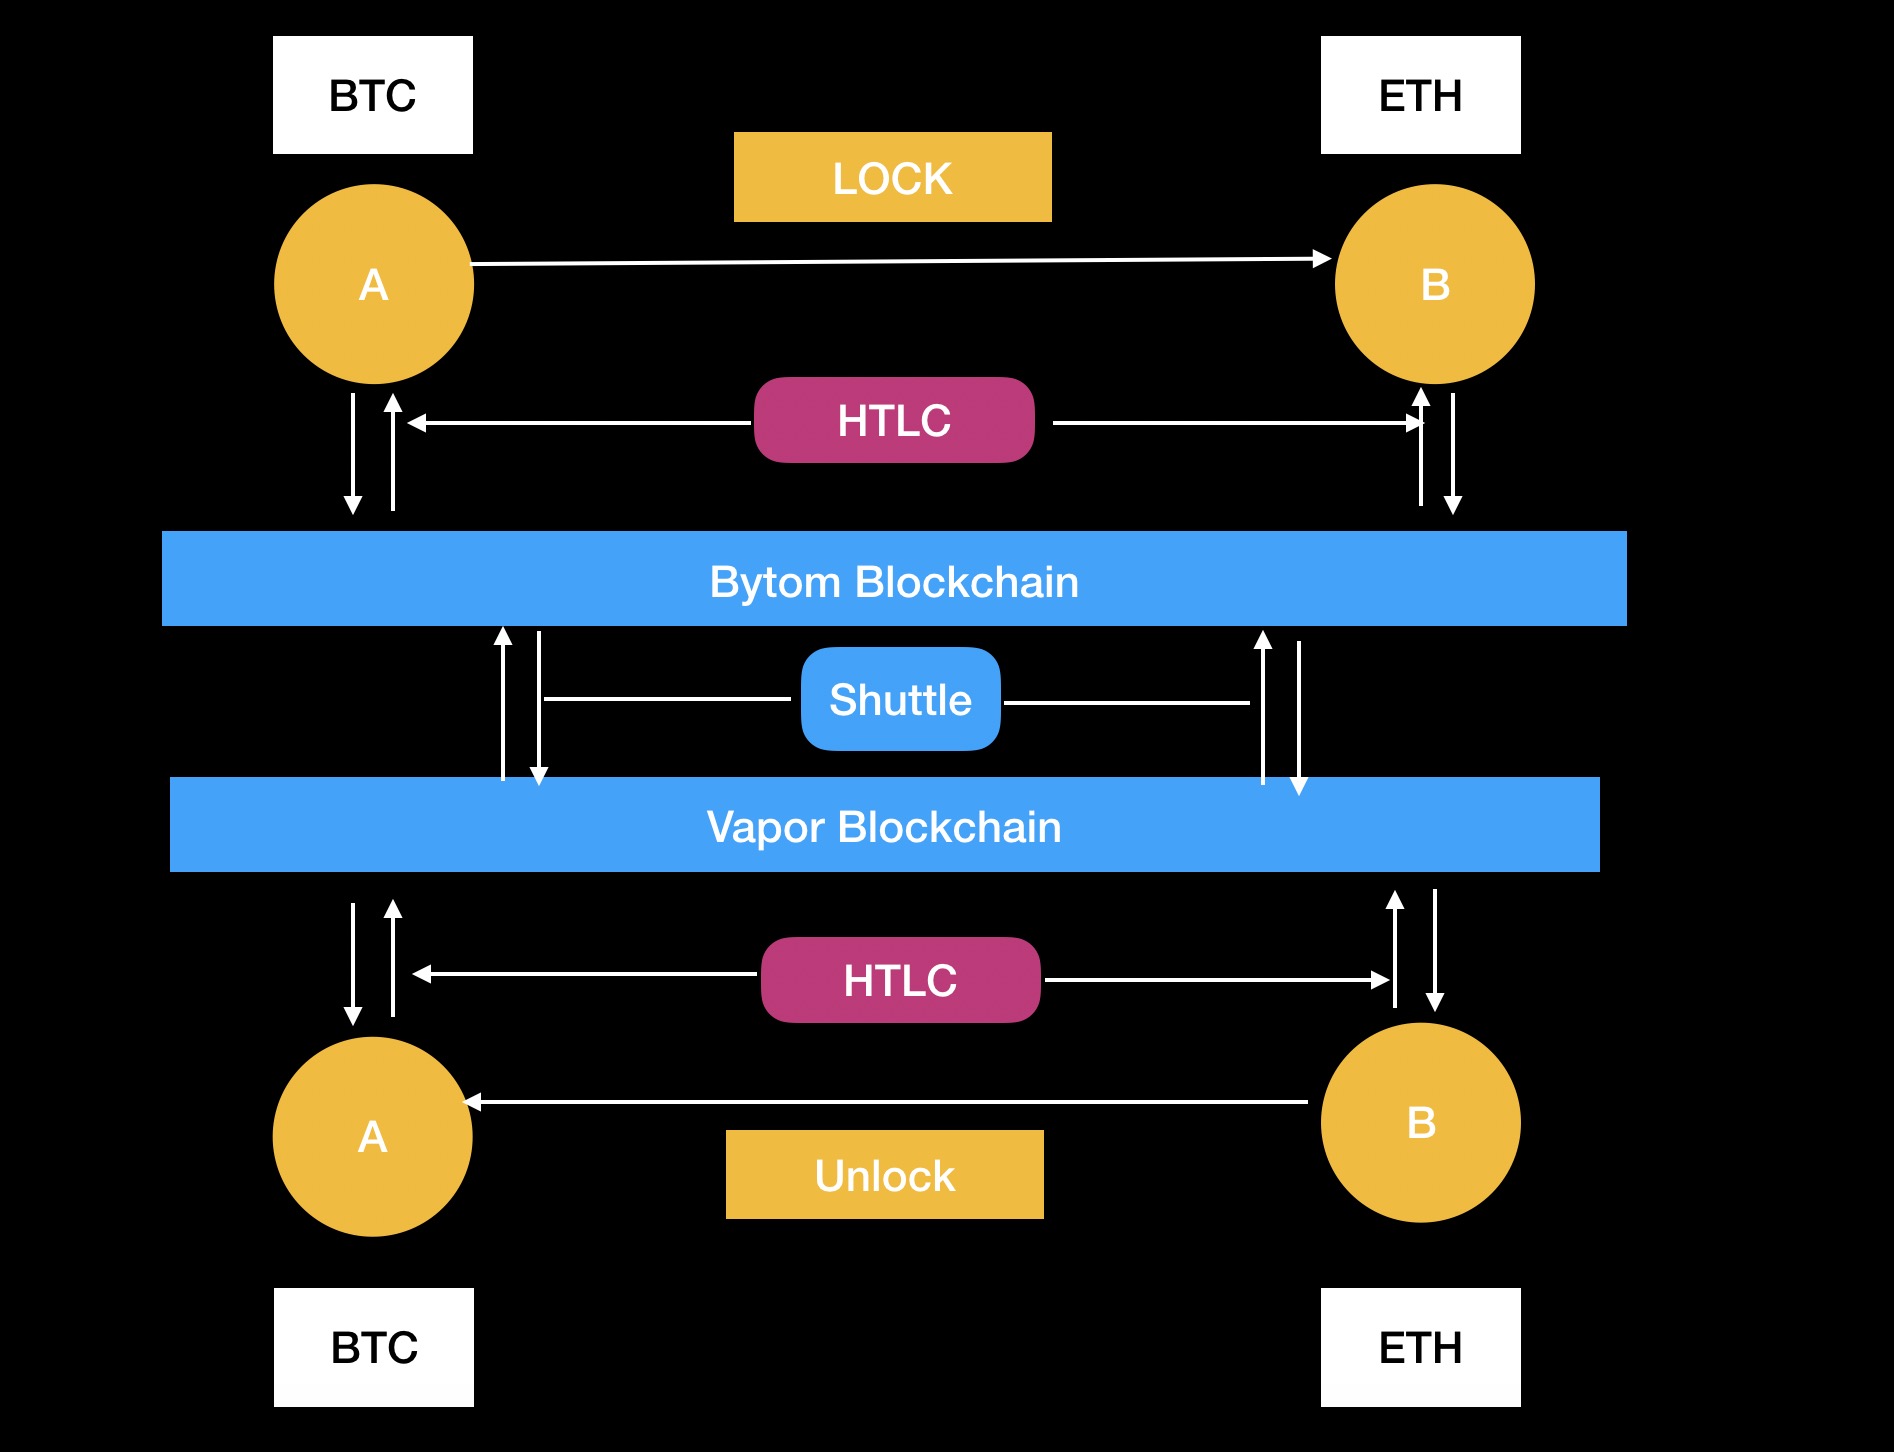 BTC
ETH
LOCK
A
B
HTLC
Bytom Blockchain
Shuttle
Vapor Blockchain
HTLC
A
B
Unlock
BTC
ETH